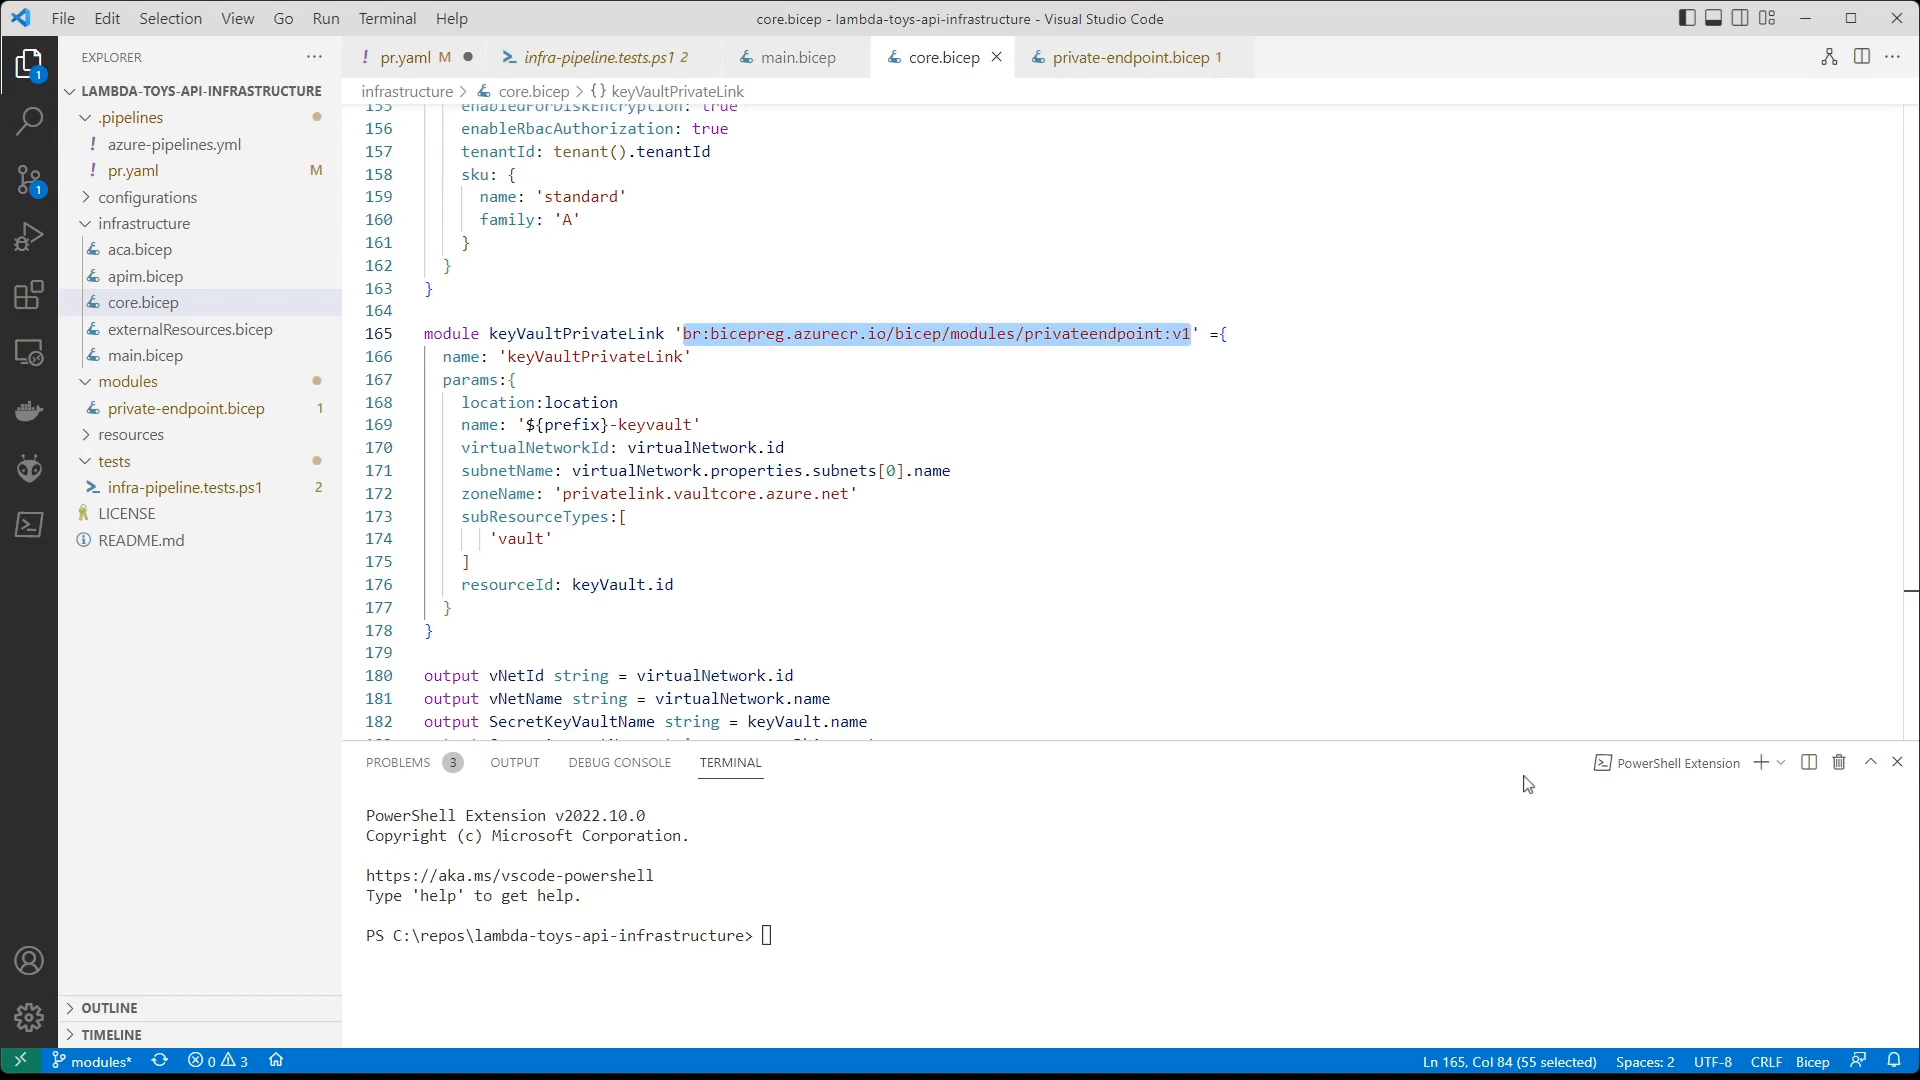 File Edit Selection View Go Run Terminal Help
core.bicep - lambda-toys-api-infrastructure - Visual Studio Code
EXPLORER
pr.yaml M
infra-pipeline.tests.ps1 2
main.bicep
core.bicep
private-endpoint.bicep 1
infrastructure > core.bicep > {} keyVaultPrivateLink
1
1
LAMBDA-TOYS-API-INFRASTRUCTURE
.pipelines
azure-pipelines.yml
pr.yaml M
configurations
infrastructure
aca.bicep
apim.bicep
core.bicep
externalResources.bicep
main.bicep
modules
private-endpoint.bicep 1
resources
tests
infra-pipeline.tests.ps1 2
LICENSE
README.md
OUTLINE
TIMELINE
155 enabledForDiskEncryption: true
156 enableRbacAuthorization: true
157 tenantId: tenant().tenantId
158 sku: {
159 name: 'standard'
160 family: 'A'
161 }
162 }
163 }
164
165 module keyVaultPrivateLink 'br:bicepreg.azurecr.io/bicep/modules/privateendpoint:v1' ={
166 name: 'keyVaultPrivateLink'
167 params:{
168 location:location
169 name: '${prefix}-keyvault'
170 virtualNetworkId: virtualNetwork.id
171 subnetName: virtualNetwork.properties.subnets[0].name
172 zoneName: 'privatelink.vaultcore.azure.net'
173 subResourceTypes:[
174 'vault'
175 ]
176 resourceId: keyVault.id
177 }
178 }
179
180 output vNetId string = virtualNetwork.id
181 output vNetName string = virtualNetwork.name
182 output SecretKeyVaultName string = keyVault.name
PROBLEMS 3 OUTPUT DEBUG CONSOLE TERMINAL
PowerShell Extension
PowerShell Extension v2022.10.0
Copyright (c) Microsoft Corporation.
https://aka.ms/vscode-powershell
Type 'help' to get help.
PS C:\repos\lambda-toys-api-infrastructure>
modules* 0 3
Ln 165, Col 84 (55 selected) Spaces: 2 UTF-8 CRLF Bicep